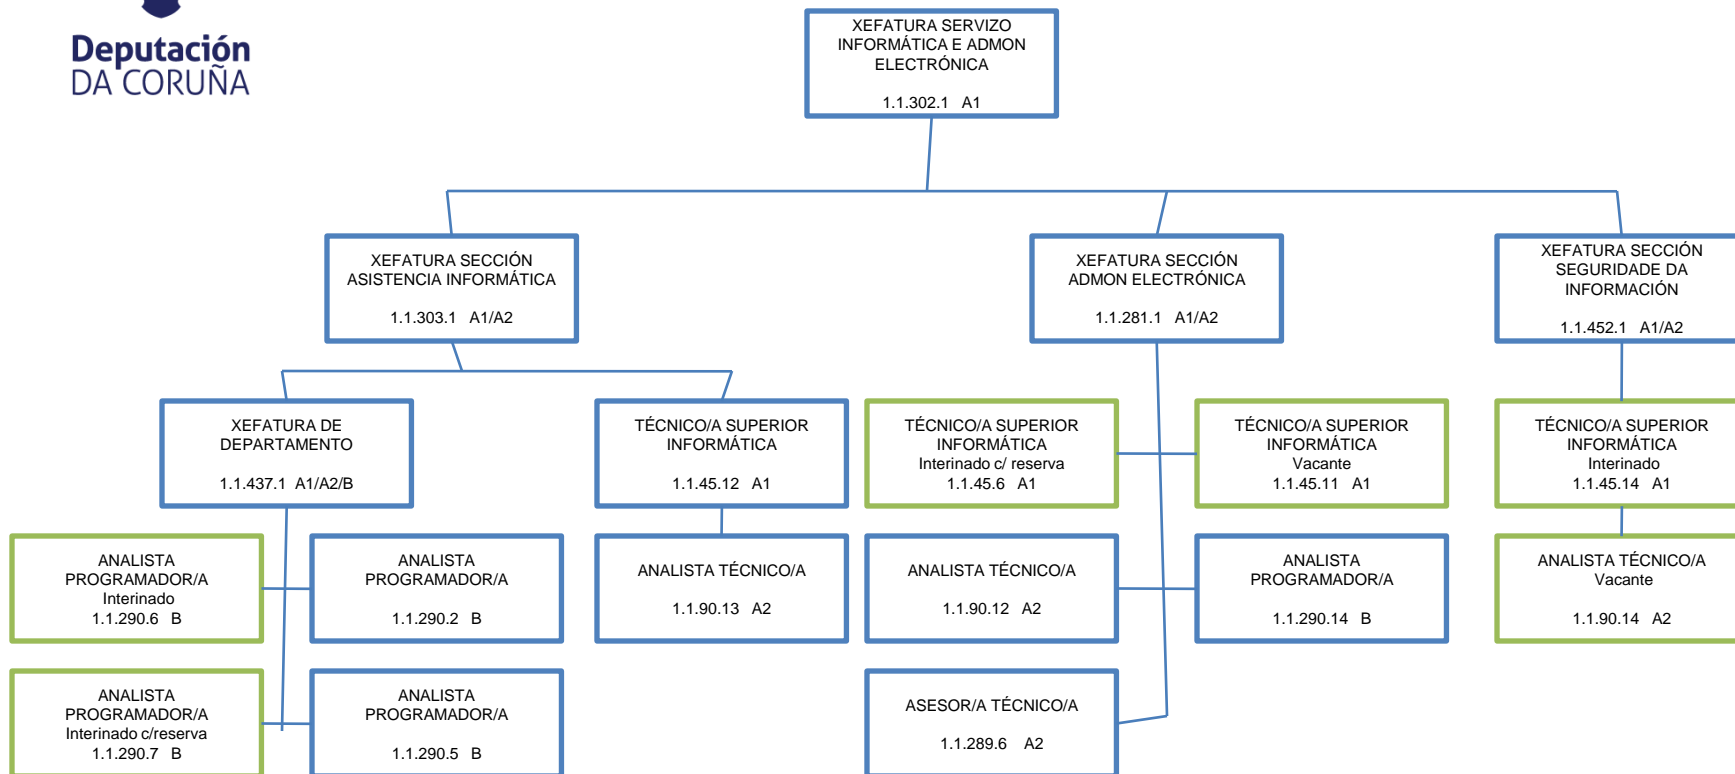 Deputación
DA CORUÑA
XEFATURA SERVIZO
INFORMÁTICA E ADMON
ELECTRÓNICA
1.1.302.1 A1
XEFATURA SECCIÓN
ASISTENCIA INFORMÁTICA
1.1.303.1 A1/A2
XEFATURA SECCIÓN
ADMON ELECTRÓNICA
1.1.281.1 A1/A2
XEFATURA SECCIÓN
SEGURIDADE DA
INFORMACIÓN
1.1.452.1 A1/A2
XEFATURA DE
DEPARTAMENTO
1.1.437.1 A1/A2/B
TÉCNICO/A SUPERIOR
INFORMÁTICA
1.1.45.12 A1
TÉCNICO/A SUPERIOR
INFORMÁTICA
Interinado c/ reserva
1.1.45.6 A1
TÉCNICO/A SUPERIOR
INFORMÁTICA
Vacante
1.1.45.11 A1
TÉCNICO/A SUPERIOR
INFORMÁTICA
Interinado
1.1.45.14 A1
ANALISTA
PROGRAMADOR/A
Interinado
1.1.290.6 B
ANALISTA
PROGRAMADOR/A
1.1.290.2 B
ANALISTA TÉCNICO/A
1.1.90.13 A2
ANALISTA TÉCNICO/A
1.1.90.12 A2
ANALISTA
PROGRAMADOR/A
1.1.290.14 B
ANALISTA TÉCNICO/A
Vacante
1.1.90.14 A2
ANALISTA
PROGRAMADOR/A
Interinado c/reserva
1.1.290.7 B
ANALISTA
PROGRAMADOR/A
1.1.290.5 B
ASESOR/A TÉCNICO/A
1.1.289.6 A2